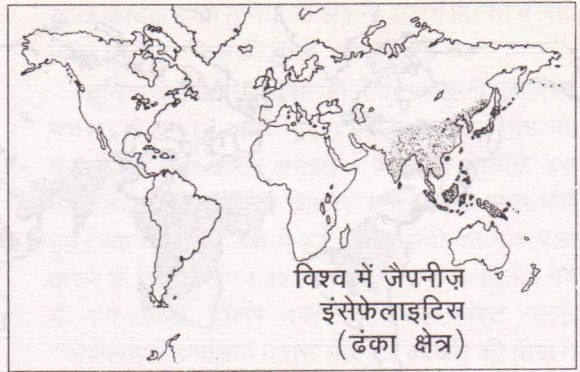 विश्व में जैपनीज़
इंसेफेलाइटिस
(ढंका क्षेत्र)